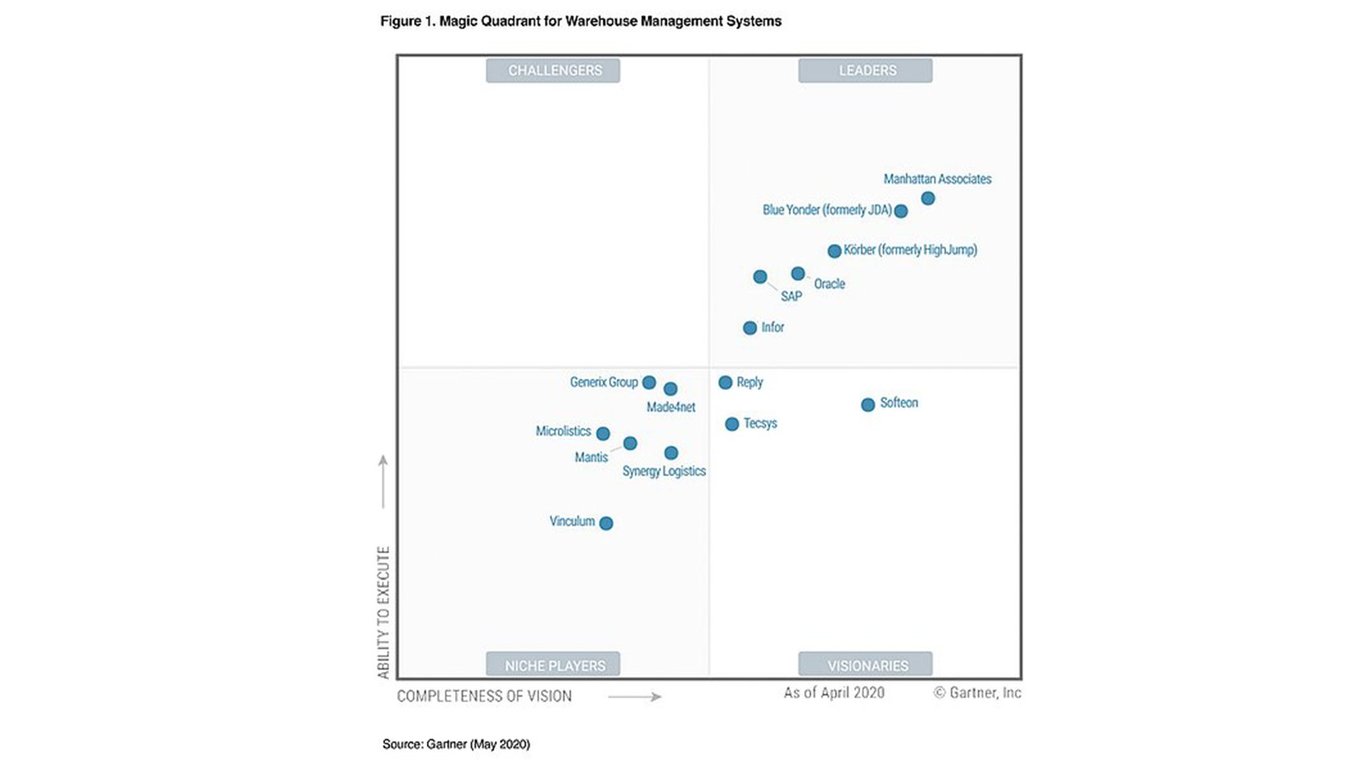 Figure 1. Magic Quadrant for Warehouse Management Systems
CHALLENGERS
LEADERS
Manhattan Associates
Blue Yonder (formerly JDA)
Körber (formerly HighJump)
Oracle
SAP
Infor
Generix Group
Made4net
Reply
Softeon
Tecsys
Microlistics
Mantis
Synergy Logistics
Vinculum
ABILITY TO EXECUTE
NICHE PLAYERS
VISIONARIES
COMPLETENESS OF VISION
As of April 2020
© Gartner, Inc
Source: Gartner (May 2020)